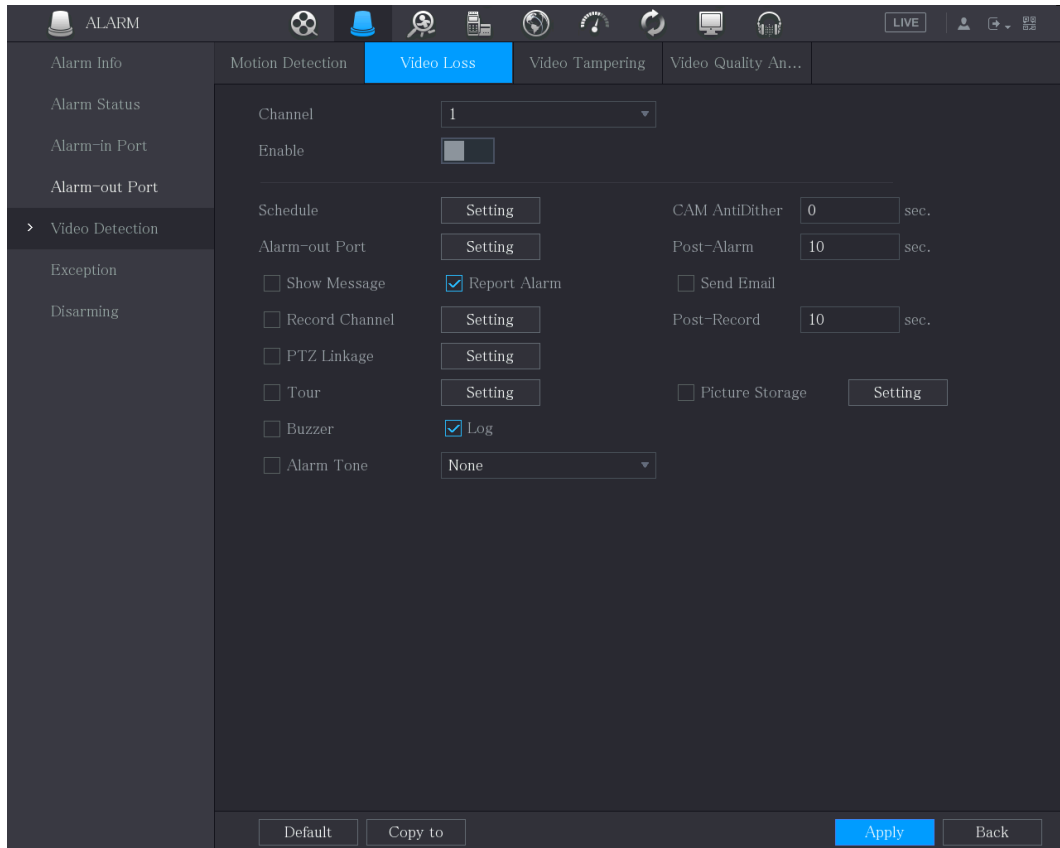 ALARM LIVE
Alarm Info
Alarm Status
Alarm-in Port
Alarm-out Port
Video Detection
Exception
Disarming
Motion Detection Video Loss Video Tampering Video Quality An...
Channel 1
Enable
Schedule Setting CAM AntiDither 0 sec.
Alarm-out Port Setting Post-Alarm 10 sec.
Show Message Report Alarm Send Email
Record Channel Setting Post-Record 10 sec.
PTZ Linkage Setting
Tour Setting Picture Storage Setting
Buzzer Log
Alarm Tone None
Default Copy to Apply Back